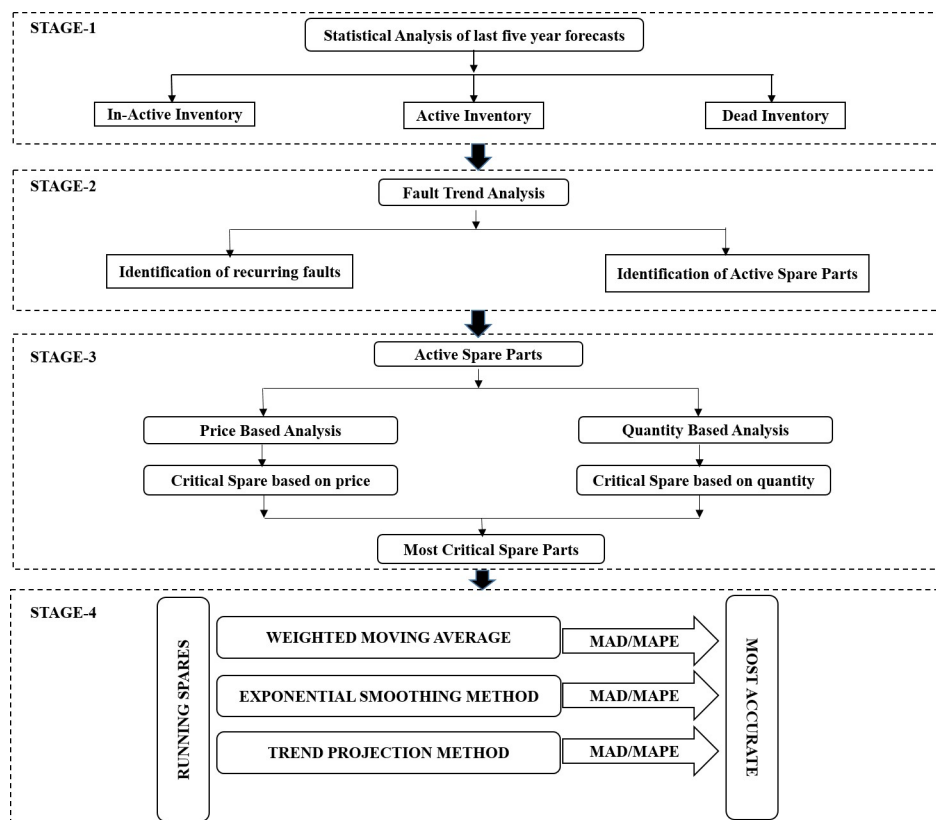 STAGE-1
Statistical Analysis of last five year forecasts
In-Active Inventory
Active Inventory
Dead Inventory
STAGE-2
Fault Trend Analysis
Identification of recurring faults
Identification of Active Spare Parts
STAGE-3
Active Spare Parts
Price Based Analysis
Quantity Based Analysis
Critical Spare based on price
Critical Spare based on quantity
Most Critical Spare Parts
STAGE-4
RUNNING SPARES
WEIGHTED MOVING AVERAGE
MAD/MAPE
EXPONENTIAL SMOOTHING METHOD
MAD/MAPE
TREND PROJECTION METHOD
MAD/MAPE
MOST ACCURATE